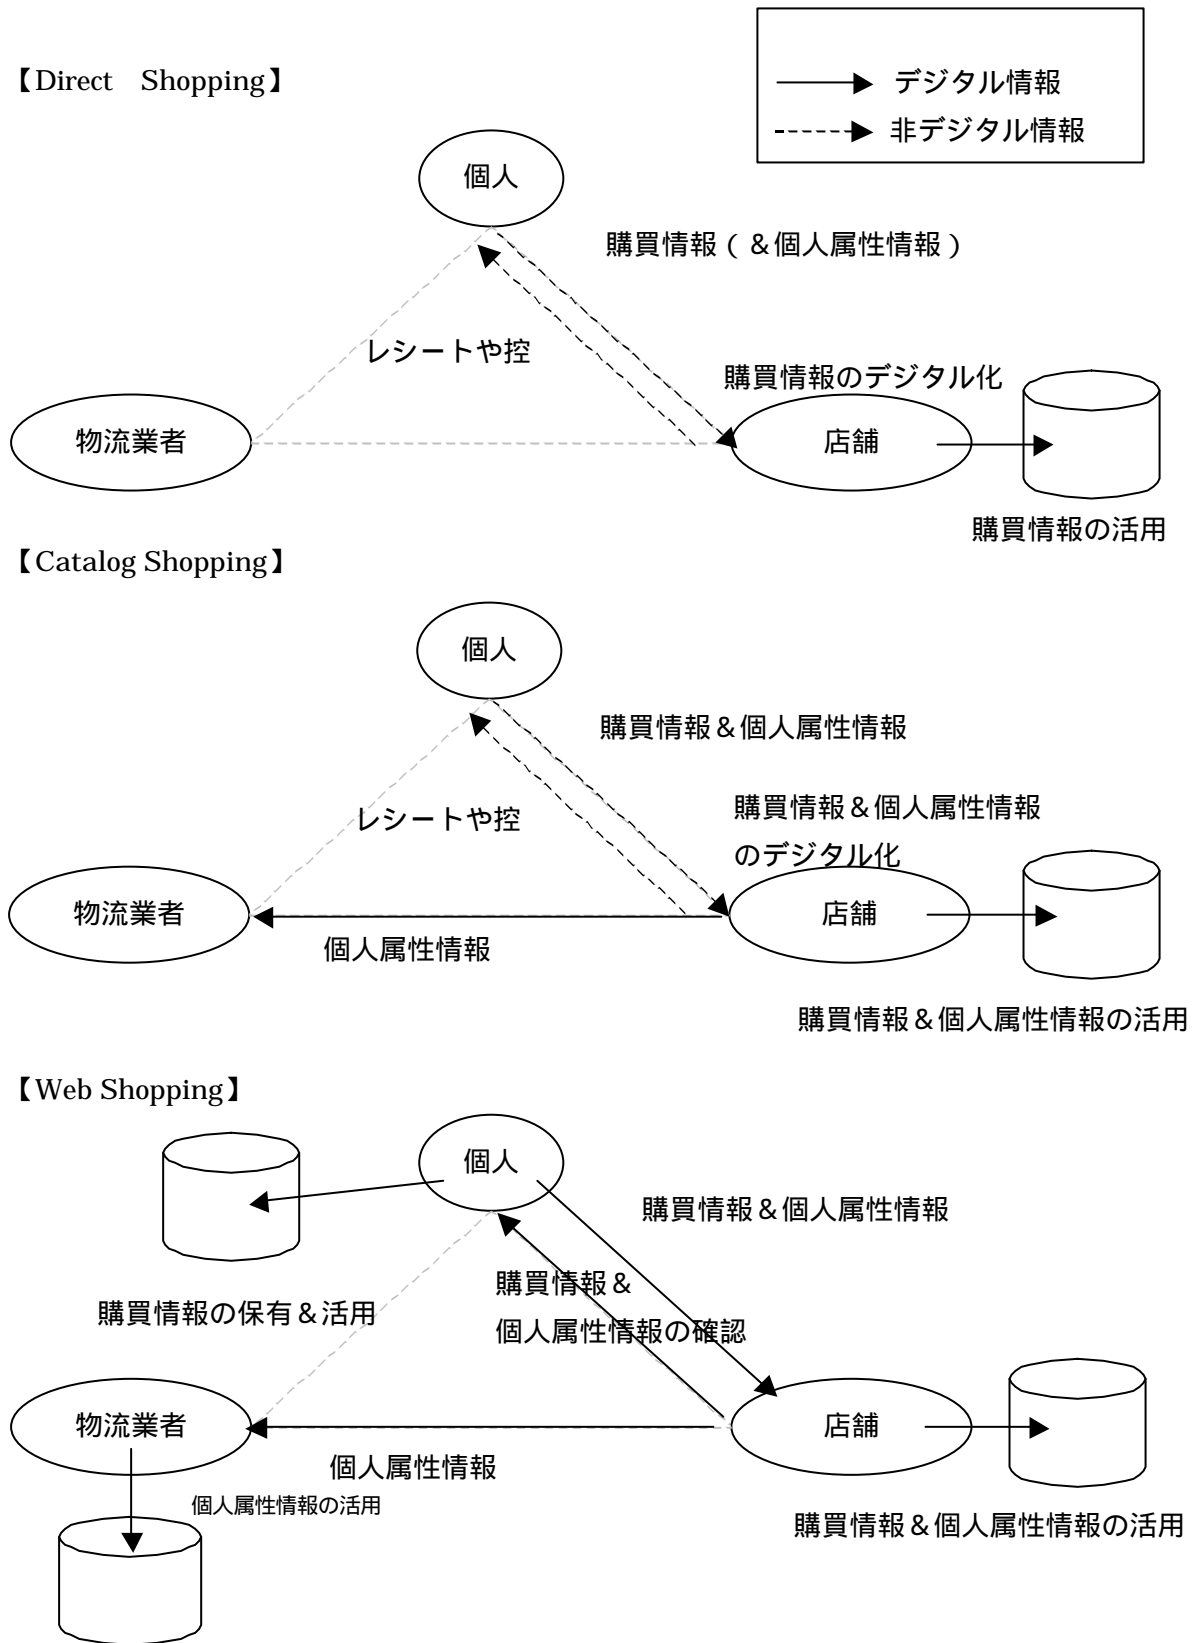 【Direct　Shopping】
デジタル情報
非デジタル情報
個人
購買情報（＆個人属性情報）
レシートや控
購買情報のデジタル化
物流業者
店舗
購買情報の活用
【Catalog Shopping】
個人
購買情報＆個人属性情報
購買情報＆個人属性情報
のデジタル化
レシートや控
物流業者
店舗
個人属性情報
購買情報＆個人属性情報の活用
【Web Shopping】
個人
購買情報＆個人属性情報
購買情報＆
個人属性情報の確認
購買情報の保有＆活用
物流業者
店舗
個人属性情報
個人属性情報の活用
購買情報＆個人属性情報の活用